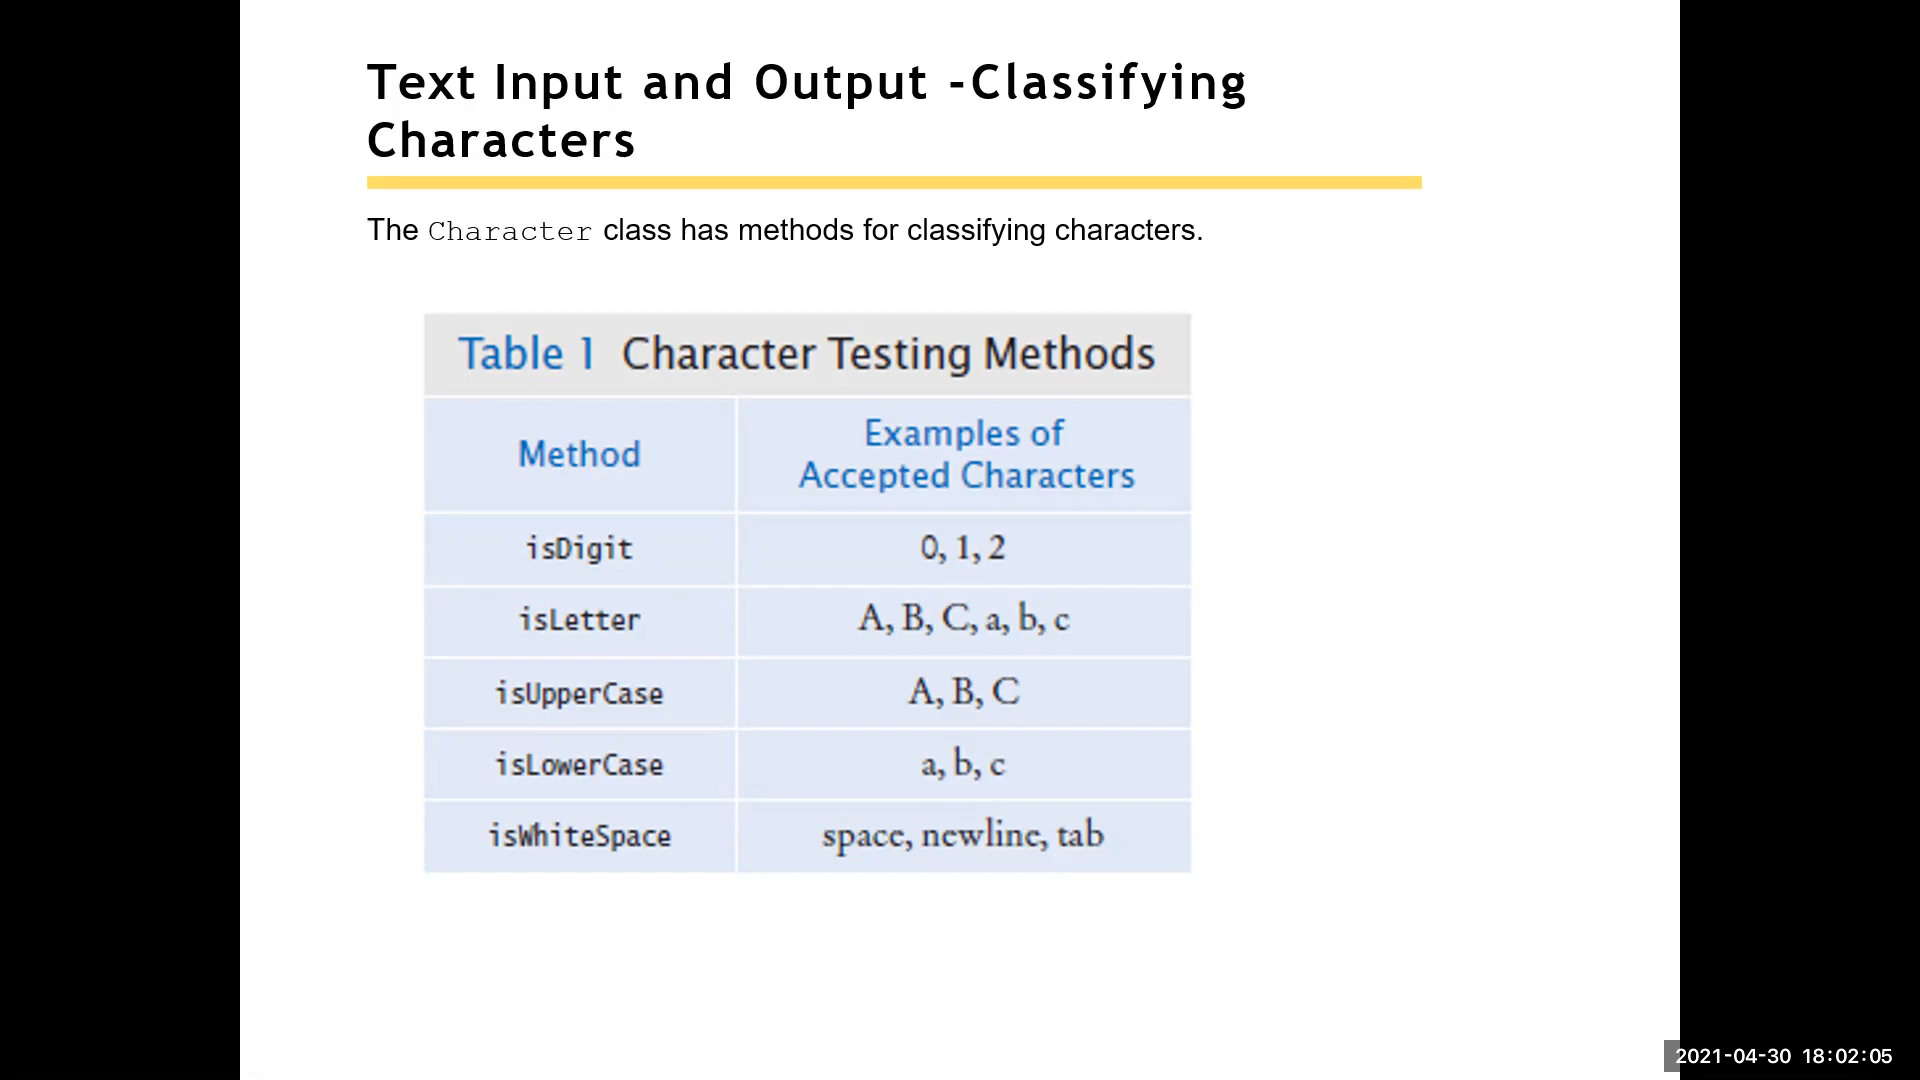 Text Input and Output -Classifying
Characters
The Character class has methods for classifying characters.
Table 1 Character Testing Methods
Method
Examples of
Accepted Characters
isDigit
0, 1, 2
isLetter
A, B, C, a, b, c
isUpperCase
A, B, C
isLowerCase
a, b, c
isWhiteSpace
space, newline, tab
2021-04-30 18:02:05